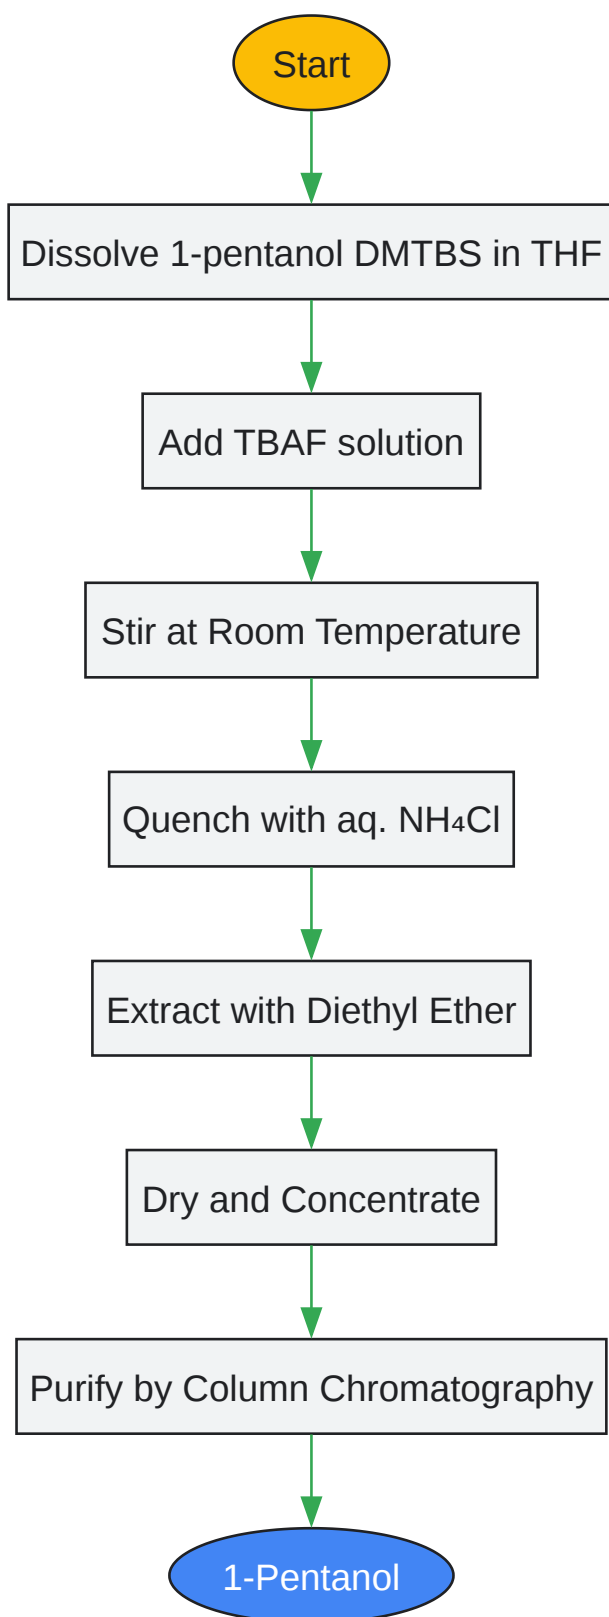 Start
Dissolve 1-pentanol DMTBS in THF
Add TBAF solution
Stir at Room Temperature
Quench with aq. NH₄Cl
Extract with Diethyl Ether
Dry and Concentrate
Purify by Column Chromatography
1-Pentanol